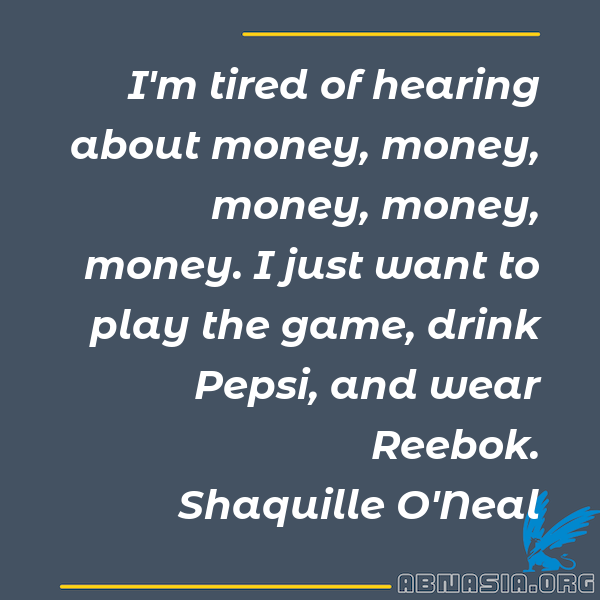 I'm tired of hearing
about money, money,
money, money,
money. I just want to
play the game, drink
Pepsi, and wear
Reebok.
Shaquille O'Neal
ABNASIA.ORG